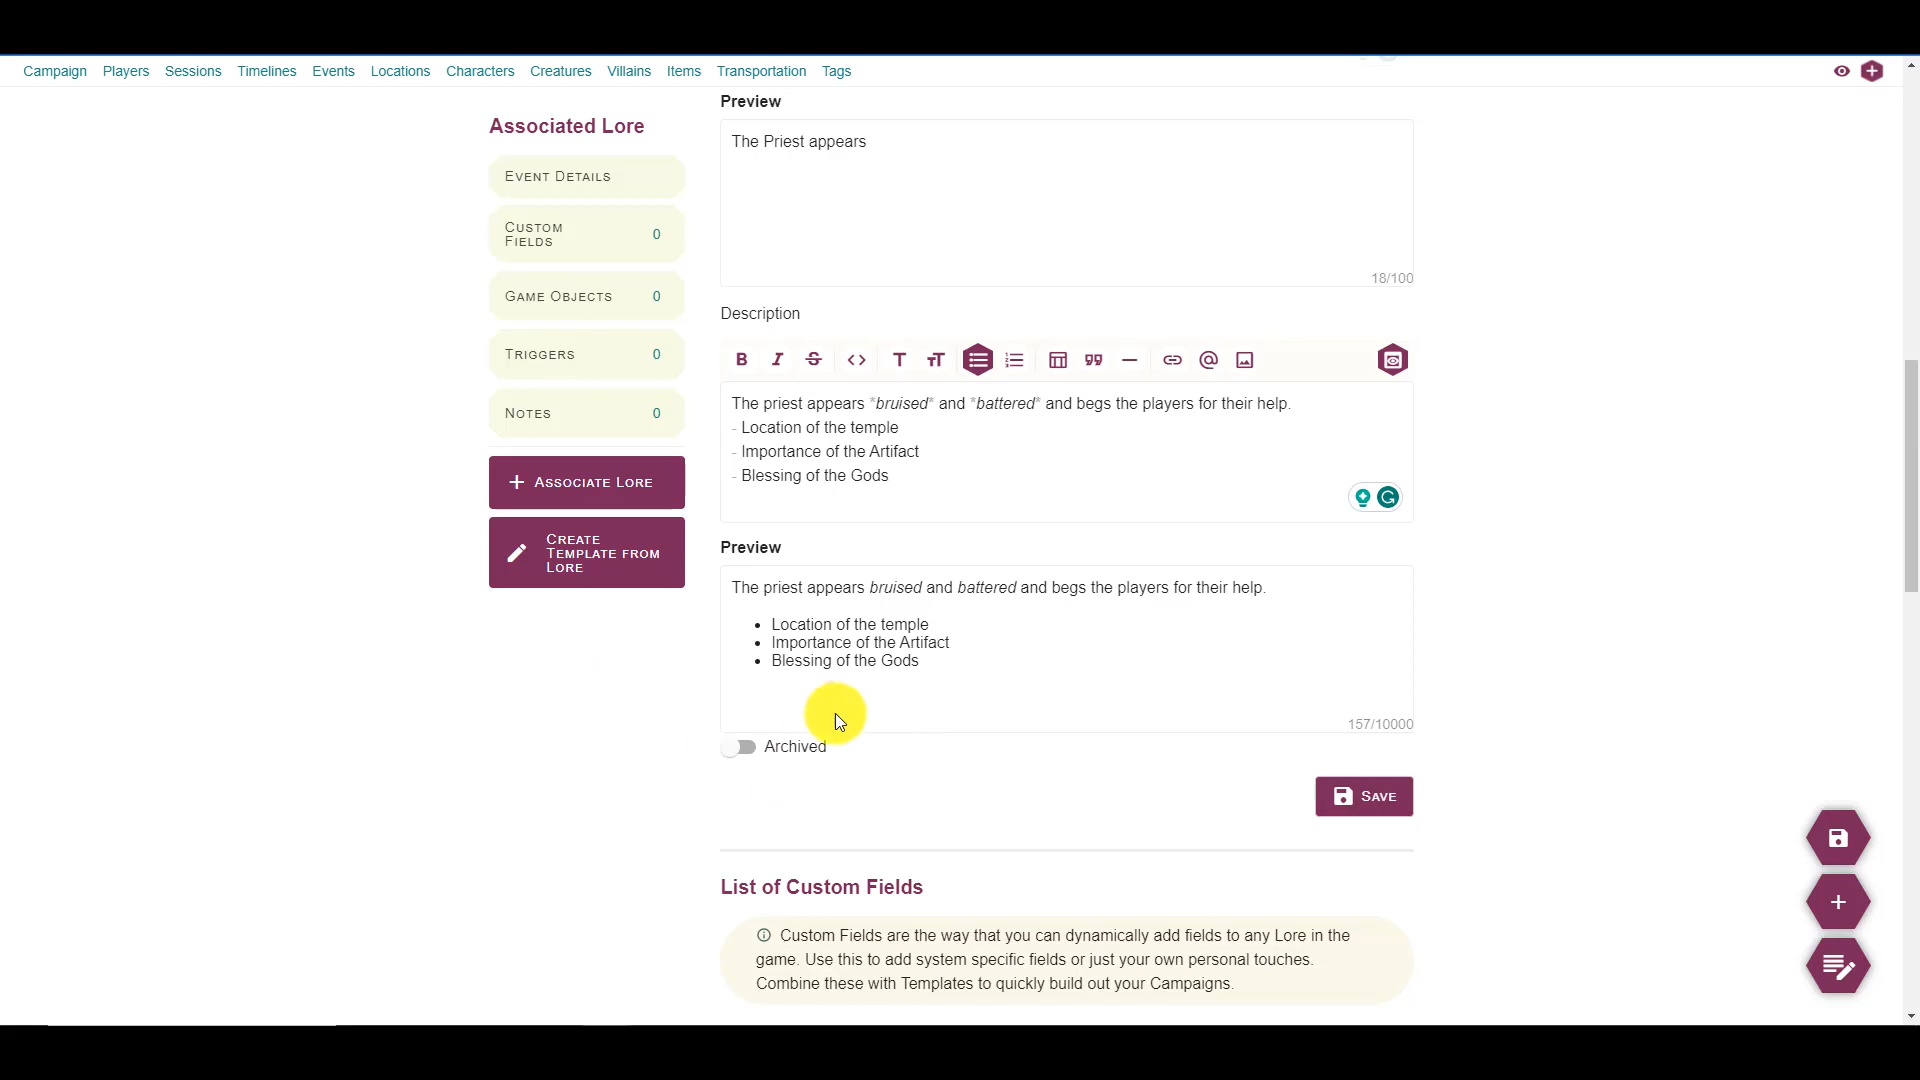 Campaign Players Sessions Timelines Events Locations Characters Creatures Villains Items Transportation Tags
Associated Lore
EVENT DETAILS
CUSTOM
FIELDS 0
GAME OBJECTS 0
TRIGGERS 0
NOTES 0
+ ASSOCIATE LORE
CREATE
TEMPLATE FROM
LORE
Preview
The Priest appears
18/100
Description
The priest appears *bruised* and *battered* and begs the players for their help.
- Location of the temple
- Importance of the Artifact
- Blessing of the Gods
Preview
The priest appears bruised and battered and begs the players for their help.
• Location of the temple
• Importance of the Artifact
• Blessing of the Gods
157/10000
Archived
SAVE
List of Custom Fields
Custom Fields are the way that you can dynamically add fields to any Lore in the
game. Use this to add system specific fields or just your own personal touches.
Combine these with Templates to quickly build out your Campaigns.